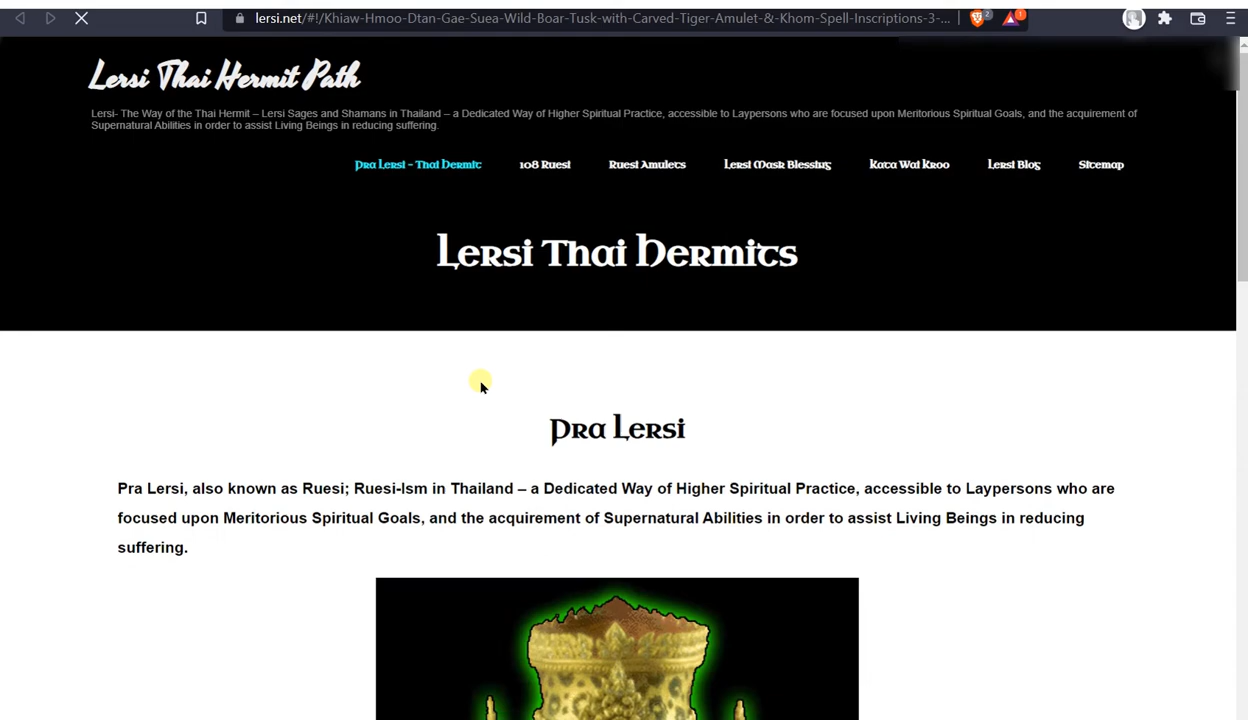 lersi.net/#!/Khiaw-Hmoo-Dtan-Gae-Suea-Wild-Boar-Tusk-with-Carved-Tiger-Amulet-&-Khom-Spell-Inscriptions-3-...
2
1
Lersi Thai Hermit Path
Lersi- The Way of the Thai Hermit – Lersi Sages and Shamans in Thailand – a Dedicated Way of Higher Spiritual Practice, accessible to Laypersons who are focused upon Meritorious Spiritual Goals, and the acquirement of
Supernatural Abilities in order to assist Living Beings in reducing suffering.
Pra Lersi - Thai Hermit 108 Ruesi Ruesi Amulets Lersi Mask Blessing Kata Wai Kroo Lersi Blog Sitemap
Lersi Thai Hermits
Pra Lersi
Pra Lersi, also known as Ruesi; Ruesi-Ism in Thailand – a Dedicated Way of Higher Spiritual Practice, accessible to Laypersons who are
focused upon Meritorious Spiritual Goals, and the acquirement of Supernatural Abilities in order to assist Living Beings in reducing
suffering.